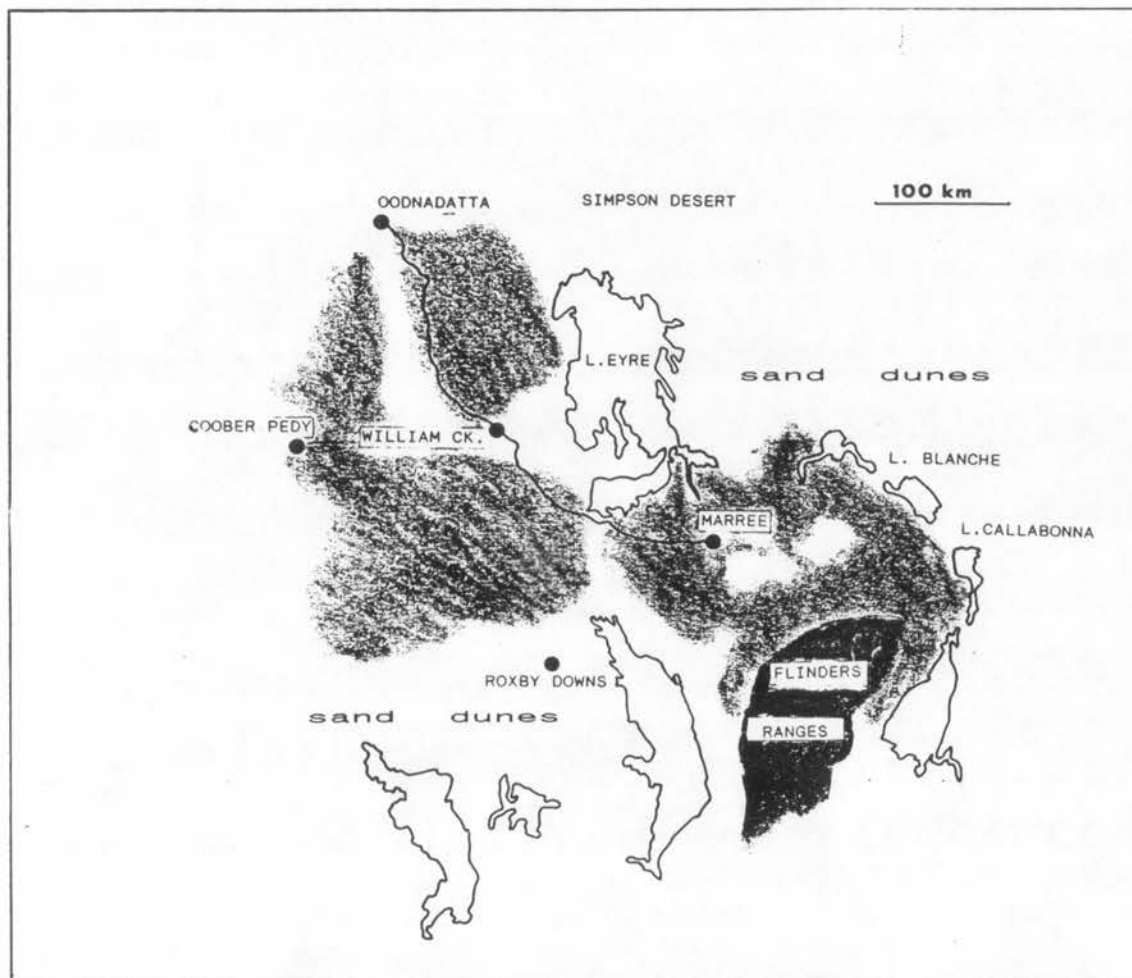 OODNADATTA
SIMPSON DESERT
100 km
L.EYRE
sand dunes
COOBER PEDY
WILLIAM CK.
L. BLANCHE
MARREE
L.CALLABONNA
FLINDERS
ROXBY DOWNS
sand dunes
RANGES